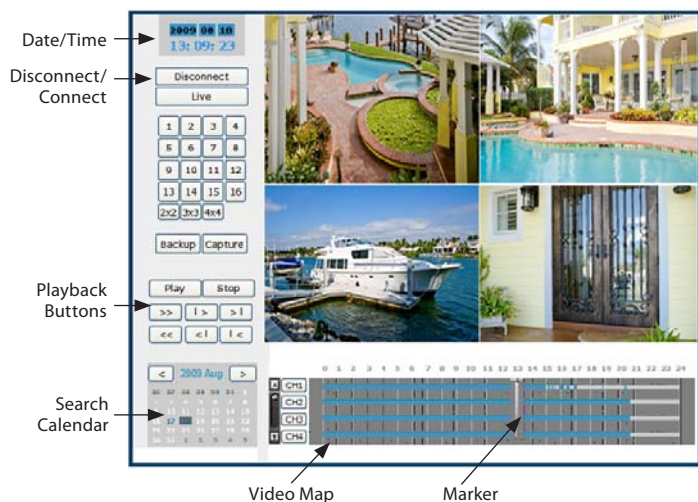 Date/Time
2009 08 18
13:09:23
Disconnect/
Connect
Disconnect
Live
1 2 3 4
5 6 7 8
9 10 11 12
13 14 15 16
2x2 3x3 4x4
Backup Capture
Play Stop
Playback
Buttons
>> I> >I
<< <I I<
< 2009 Aug >
Search
Calendar
0 1 2 3 4 5 6 7 8 9 10 11 12 13 14 15 16 17 18 19 20 21 22 23 24
CH1
CH2
CH3
CH4
Video Map
Marker